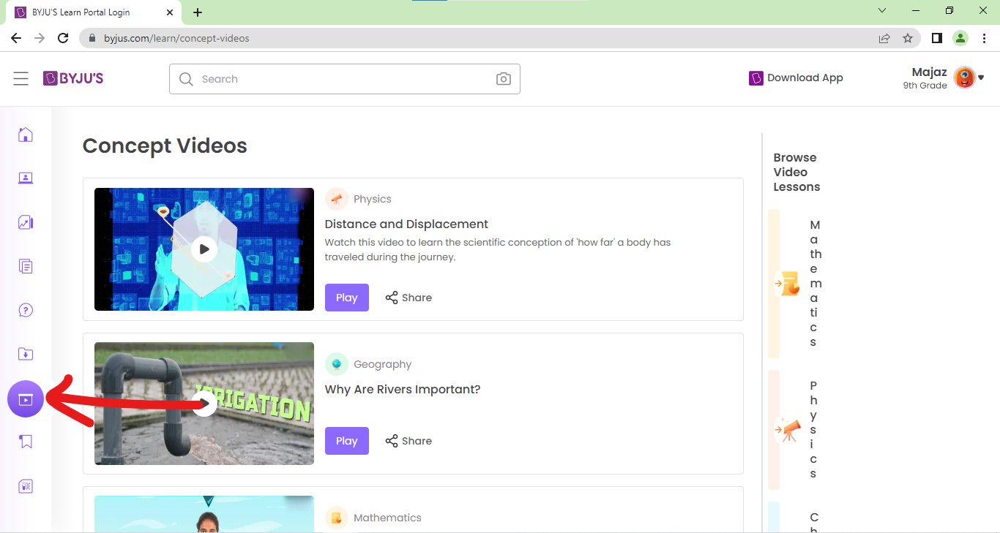 BYJU'S Learn Portal Login
byjus.com/learn/concept-videos
BYJU'S
Search
Download App
Majaz
9th Grade
Concept Videos
Physics
Distance and Displacement
Watch this video to learn the scientific conception of 'how far' a body has
traveled during the journey.
Play
Share
IRRIGATION
Geography
Why Are Rivers Important?
Play
Share
Mathematics
Browse
Video
Lessons
M
a
th
e
m
a
ti
c
s
P
h
y
s
i
c
s
C
h